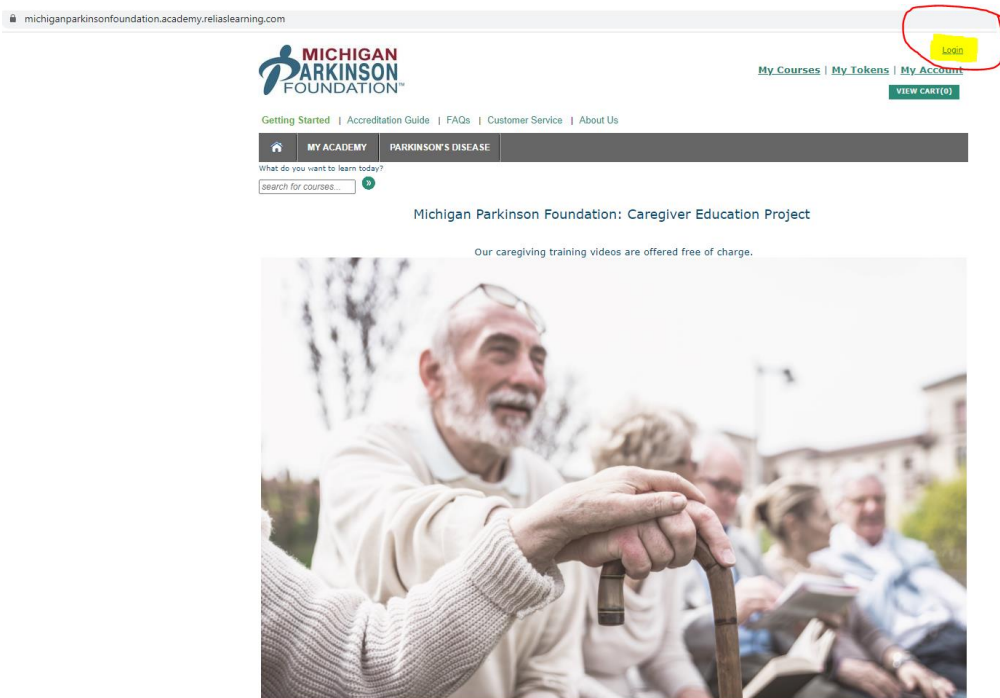 michiganparkinsonfoundation.academy.reliaslearning.com
Login
MICHIGAN
PARKINSON
FOUNDATION™
My Courses | My Tokens | My Account
VIEW CART(0)
Getting Started | Accreditation Guide | FAQs | Customer Service | About Us
MY ACADEMY PARKINSON'S DISEASE
What do you want to learn today?
search for courses...
Michigan Parkinson Foundation: Caregiver Education Project
Our caregiving training videos are offered free of charge.